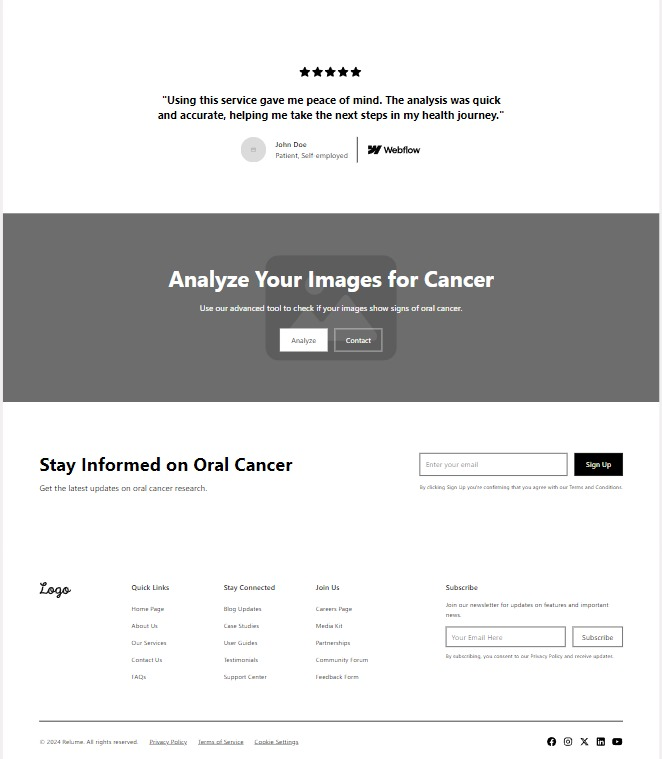 "Using this service gave me peace of mind. The analysis was quick
and accurate, helping me take the next steps in my health journey."
John Doe
Patient, Self-employed
Webflow
Analyze Your Images for Cancer
Use our advanced tool to check if your images show signs of oral cancer.
Analyze
Contact
Stay Informed on Oral Cancer
Get the latest updates on oral cancer research.
Enter your email
Sign Up
By clicking Sign Up you're confirming that you agree with our Terms and Conditions.
Logo
Quick Links
Home Page
About Us
Our Services
Contact Us
FAQs
Stay Connected
Blog Updates
Case Studies
User Guides
Testimonials
Support Center
Join Us
Careers Page
Media Kit
Partnerships
Community Forum
Feedback Form
Subscribe
Join our newsletter for updates on features and important
news.
Your Email Here
Subscribe
By subscribing, you consent to our Privacy Policy and receive updates.
© 2024 Relume. All rights reserved.
Privacy Policy
Terms of Service
Cookie Settings